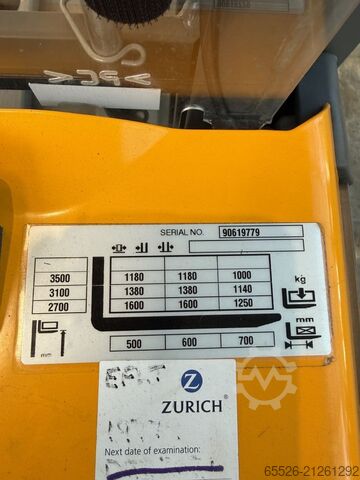 >PC<
SERIAL NO. 90619779
3500 1180 1180 1000 kg
3100 1380 1380 1140
2700 1600 1600 1250
mm 500 600 700 mm
ZURICH®
Next date of examination:
65526-21261292